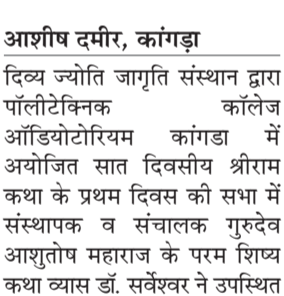 आशीष दमीर, कांगड़ा
दिव्य ज्योति जागृति संस्थान द्वारा
पॉलीटेक्निक कॉलेज
ऑडियोटोरियम कांगडा में
अयोजित सात दिवसीय श्रीराम
कथा के प्रथम दिवस की सभा में
संस्थापक व संचालक गुरुदेव
आशुतोष महाराज के परम शिष्य
कथा व्यास डॉ. सर्वेश्वर ने उपस्थित